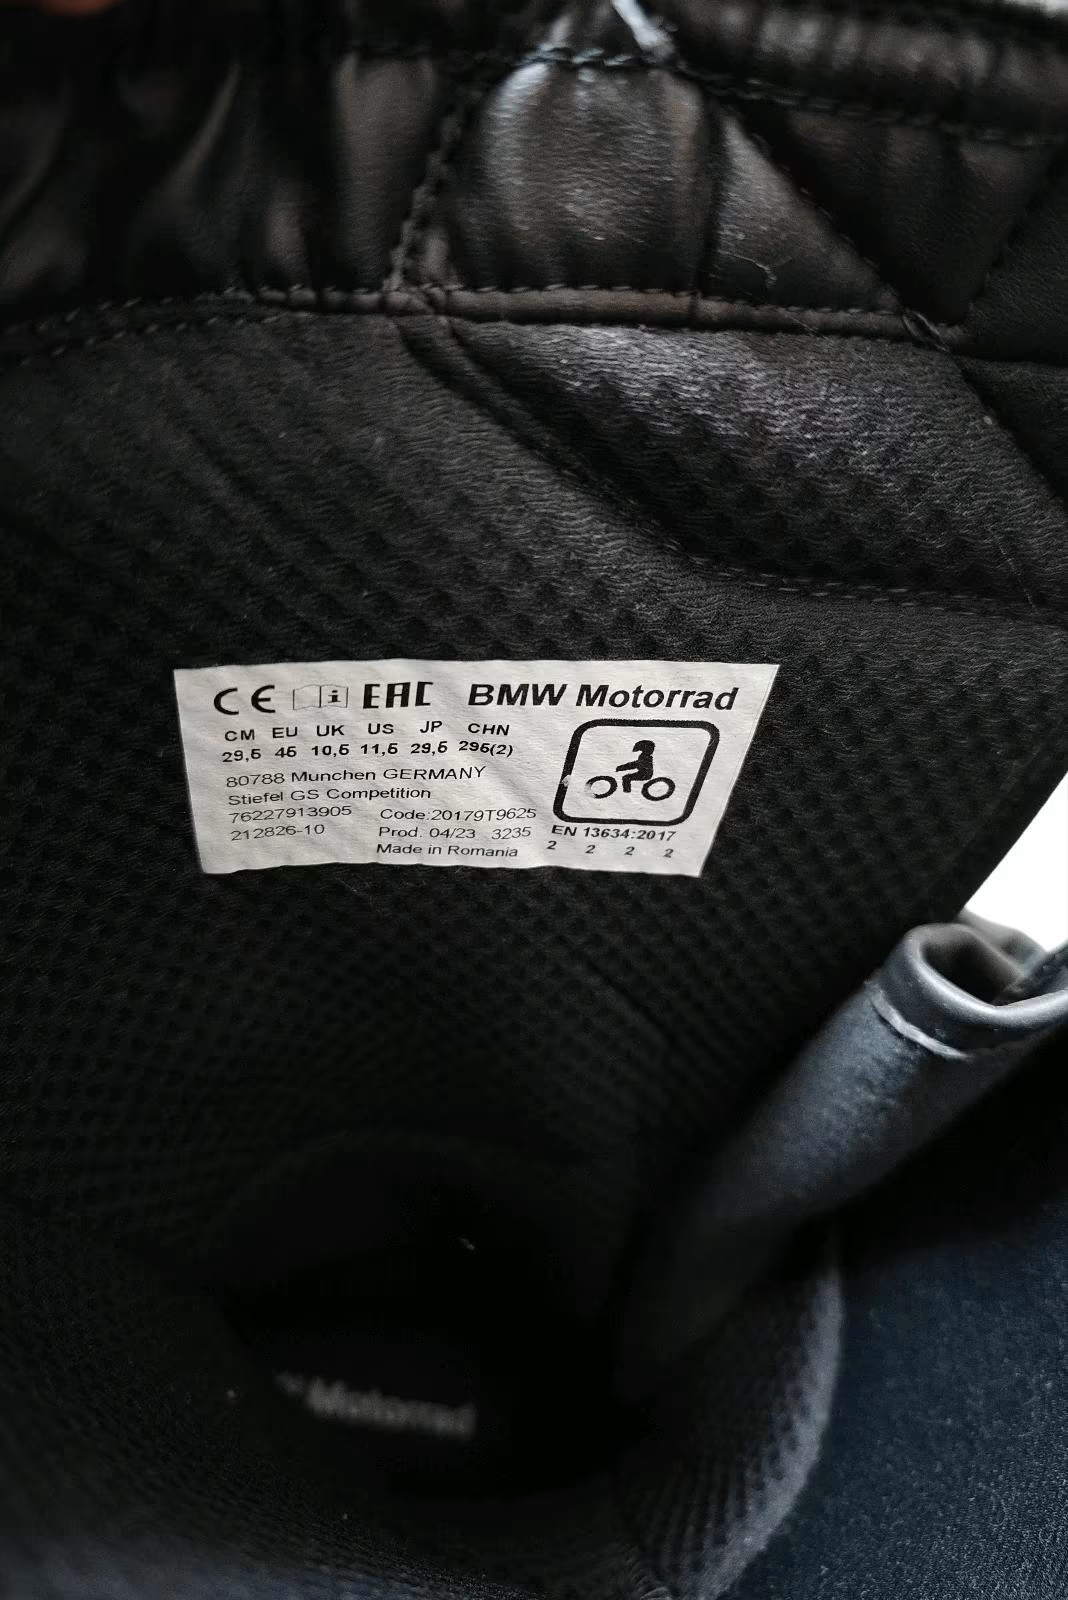 CE i EAC BMW Motorrad
CM EU UK US JP CHN
29,5 45 10,5 11,5 29,5 295(2)
80788 Munchen GERMANY
Stiefel GS Competition
76227913905 Code:20179T9625
212826-10 Prod. 04/23 3235
Made in Romania
EN 13634:2017
2 2 2 2
Motorrad